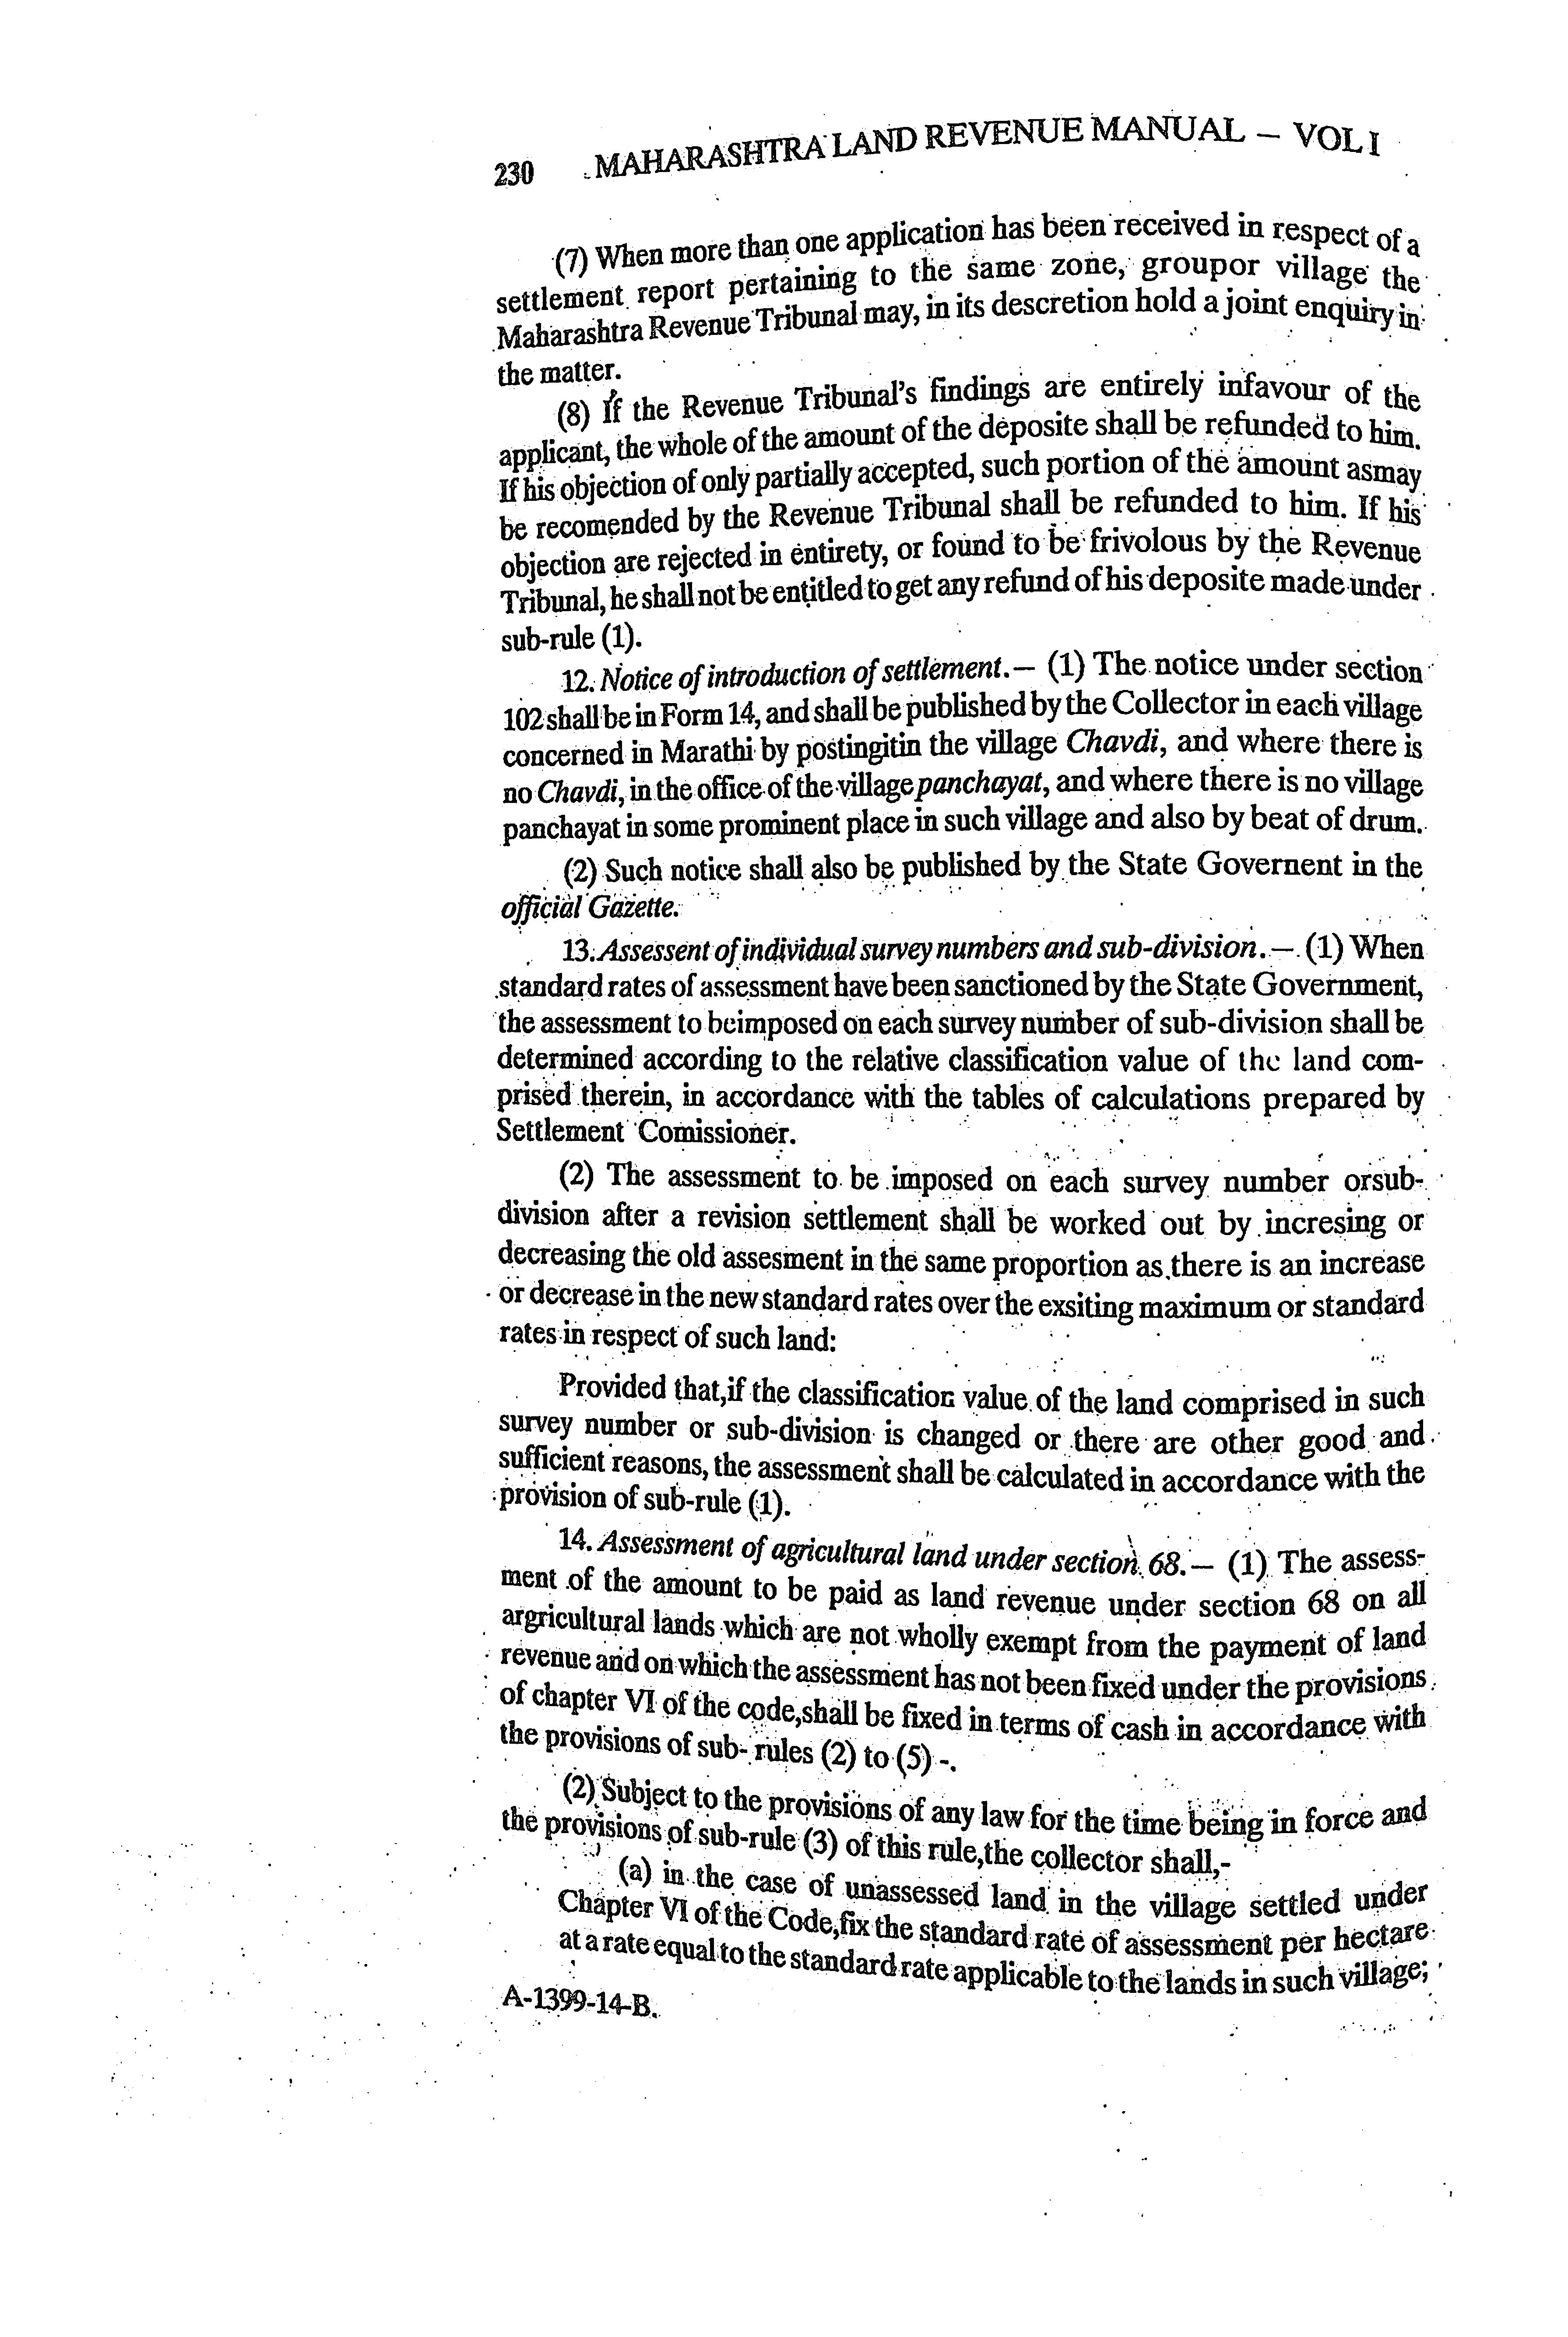 230 MAHARASHTRA LAND REVENUE MANUAL – VOL I
(7) When more than one application has been received in respect of a
settlement report pertaining to the same zone, groupor village the
Maharashtra Revenue Tribunal may, in its descretion hold a joint enquiry in
the matter.
(8) If the Revenue Tribunal's findings are entirely infavour of the
applicant, the whole of the amount of the deposite shall be refunded to him.
If his objection of only partially accepted, such portion of the amount asmay
be recomended by the Revenue Tribunal shall be refunded to him. If his
objection are rejected in entirety, or found to be frivolous by the Revenue
Tribunal, he shall not be entitled to get any refund of his deposite made under
sub-rule (1).
12. Notice of introduction of settlement.— (1) The notice under section
102 shall be in Form 14, and shall be published by the Collector in each village
concerned in Marathi by postingitin the village Chavdi, and where there is
no Chavdi, in the office of the village panchayat, and where there is no village
panchayat in some prominent place in such village and also by beat of drum.
(2) Such notice shall also be published by the State Governent in the
official Gazette.
13. Assessent of individual survey numbers and sub-division.— (1) When
standard rates of assessment have been sanctioned by the State Government,
the assessment to beimposed on each survey number of sub-division shall be
determined according to the relative classification value of the land com-
prised therein, in accordance with the tables of calculations prepared by
Settlement Comissioner.
(2) The assessment to be imposed on each survey number orsub-
division after a revision settlement shall be worked out by incresing or
decreasing the old assesment in the same proportion as there is an increase
or decrease in the new standard rates over the exsiting maximum or standard
rates in respect of such land:
Provided that,if the classification value of the land comprised in such
survey number or sub-division is changed or there are other good and
sufficient reasons, the assessment shall be calculated in accordance with the
provision of sub-rule (1).
14. Assessment of agricultural land under section 68.— (1) The assess-
ment of the amount to be paid as land revenue under section 68 on all
argricultural lands which are not wholly exempt from the payment of land
revenue and on which the assessment has not been fixed under the provisions
of chapter VI of the code,shall be fixed in terms of cash in accordance with
the provisions of sub- rules (2) to (5) -.
(2) Subject to the provisions of any law for the time being in force and
the provisions of sub-rule (3) of this rule,the collector shall,-
(a) in the case of unassessed land in the village settled under
Chapter VI of the Code,fix the standard rate of assessment per hectare
at a rate equal to the standard rate applicable to the lands in such village;
A-1399-14-B.